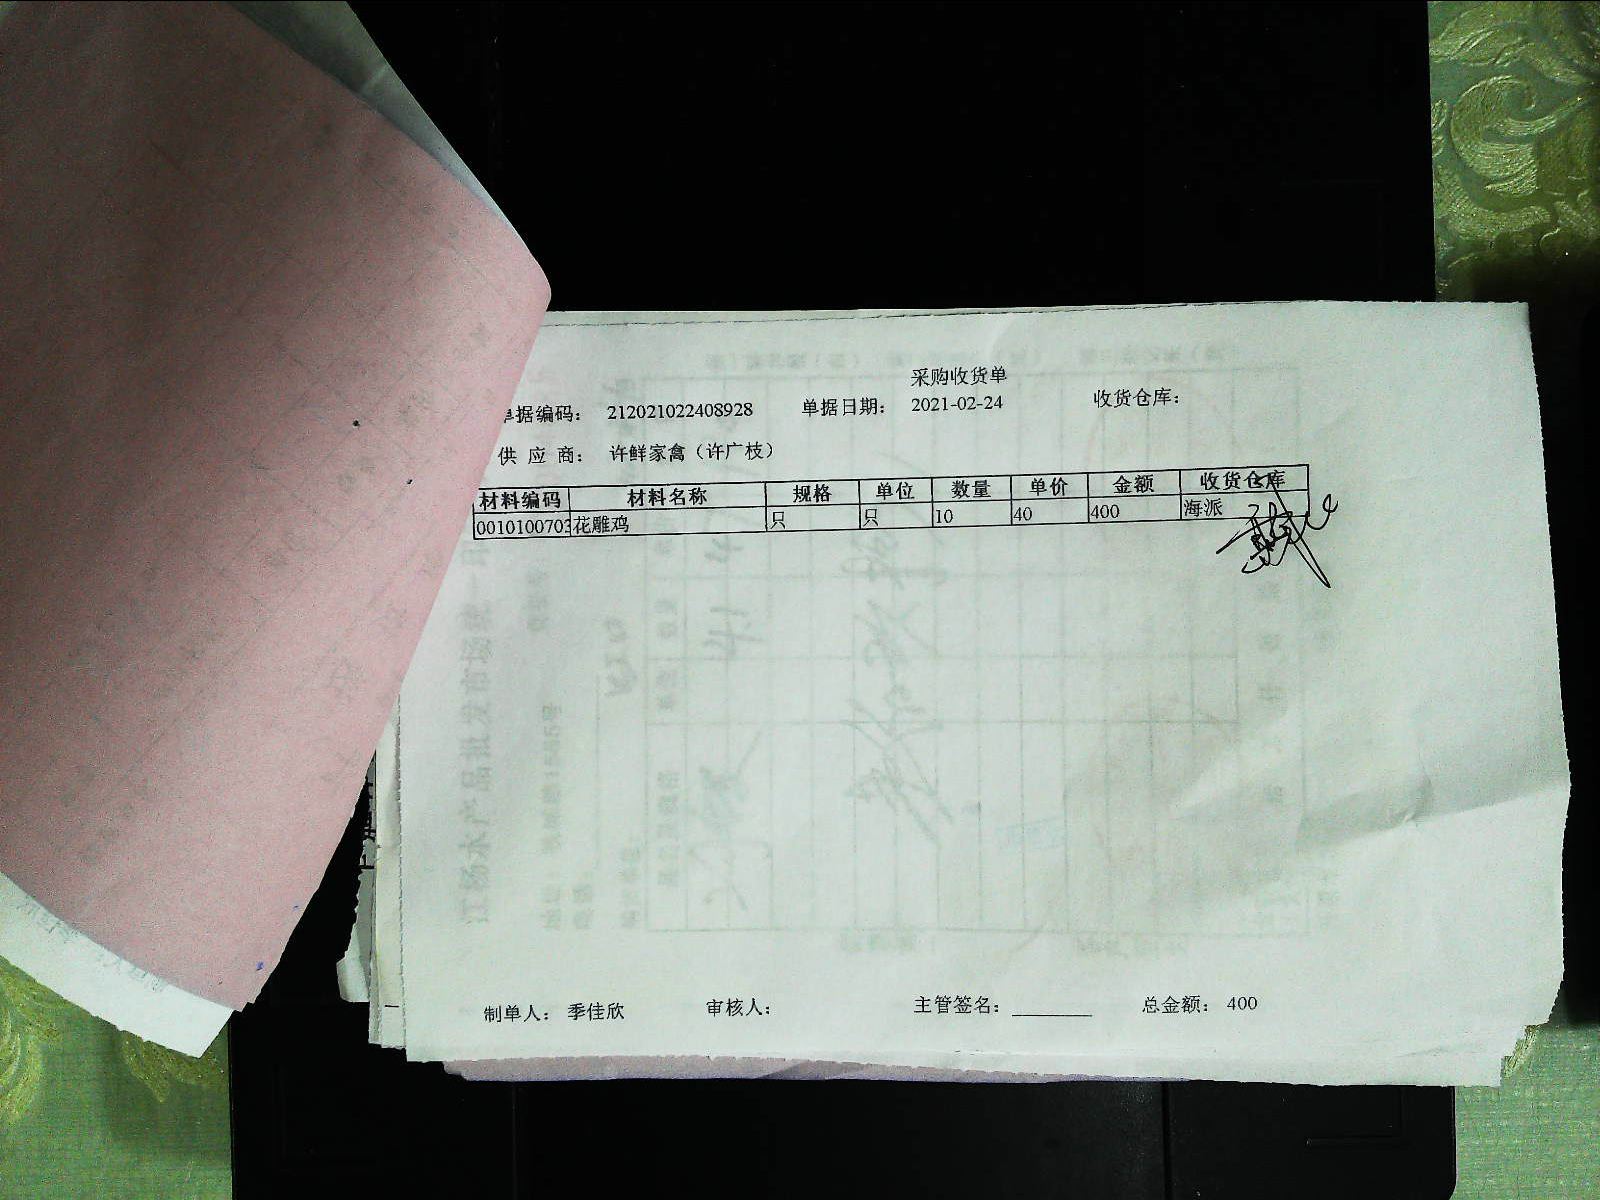 采购收货单
单据编码： 212021022408928 单据日期： 2021-02-24 收货仓库：
供 应 商： 许鲜家禽（许广枝）
材料编码 材料名称 规格 单位 数量 单价 金额 收货仓库
0010100703 花雕鸡 只 只 10 40 400 海派
制单人： 季佳欣 审核人： 主管签名：________ 总金额： 400